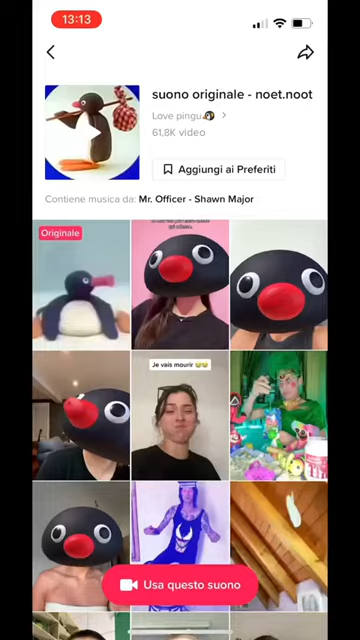 13:13
suono originale - noet.noot
Love pingu🐧 >
61,8K video
Aggiungi ai Preferiti
Contiene musica da: Mr. Officer - Shawn Major
Originale
Je vais mourir 😭😭
Usa questo suono